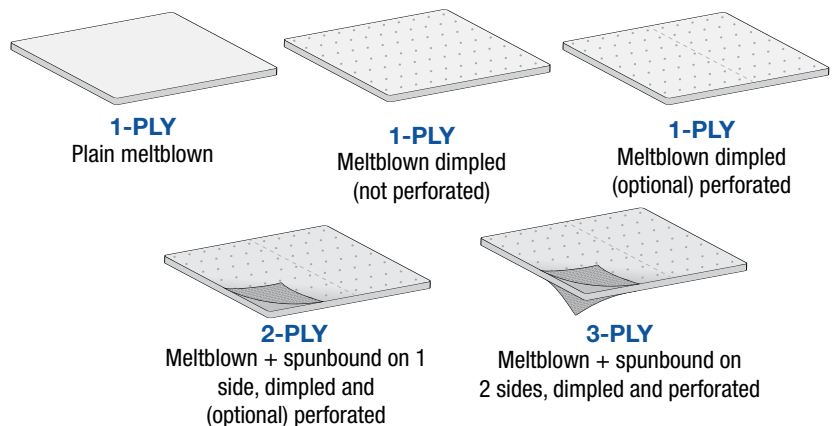 1-PLY
Plain meltblown
1-PLY
Meltblown dimpled
(not perforated)
1-PLY
Meltblown dimpled
(optional) perforated
2-PLY
Meltblown + spunbound on 1
side, dimpled and
(optional) perforated
3-PLY
Meltblown + spunbound on
2 sides, dimpled and perforated